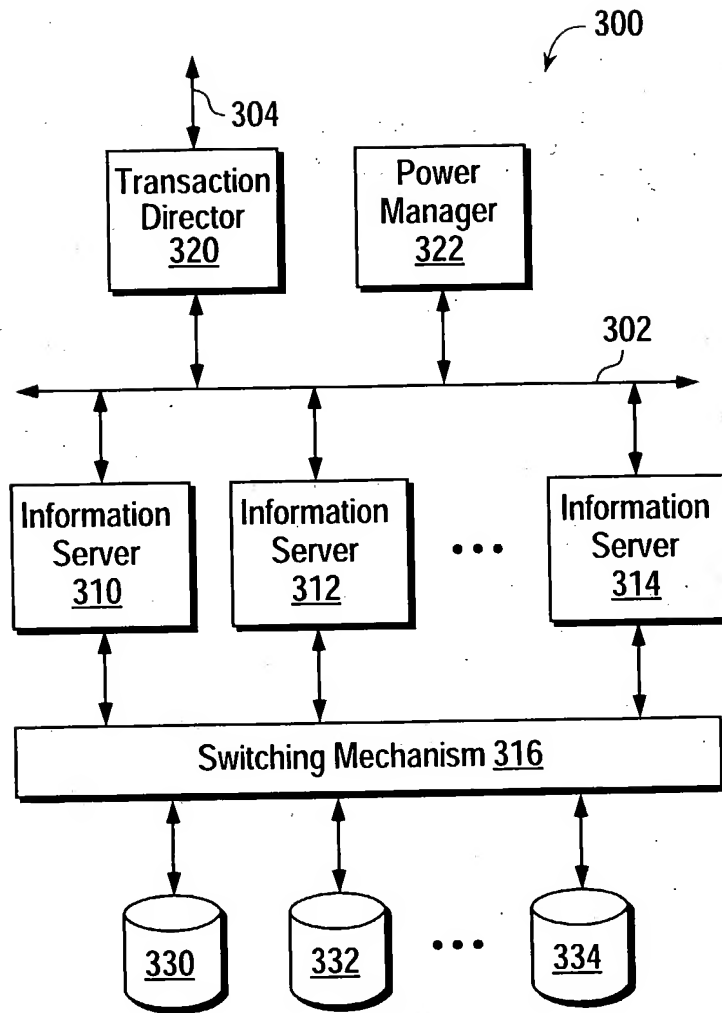 300
304
Transaction
Director
320
Power
Manager
322
302
Information
Server
310
Information
Server
312
Information
Server
314
Switching Mechanism 316
330
332
334